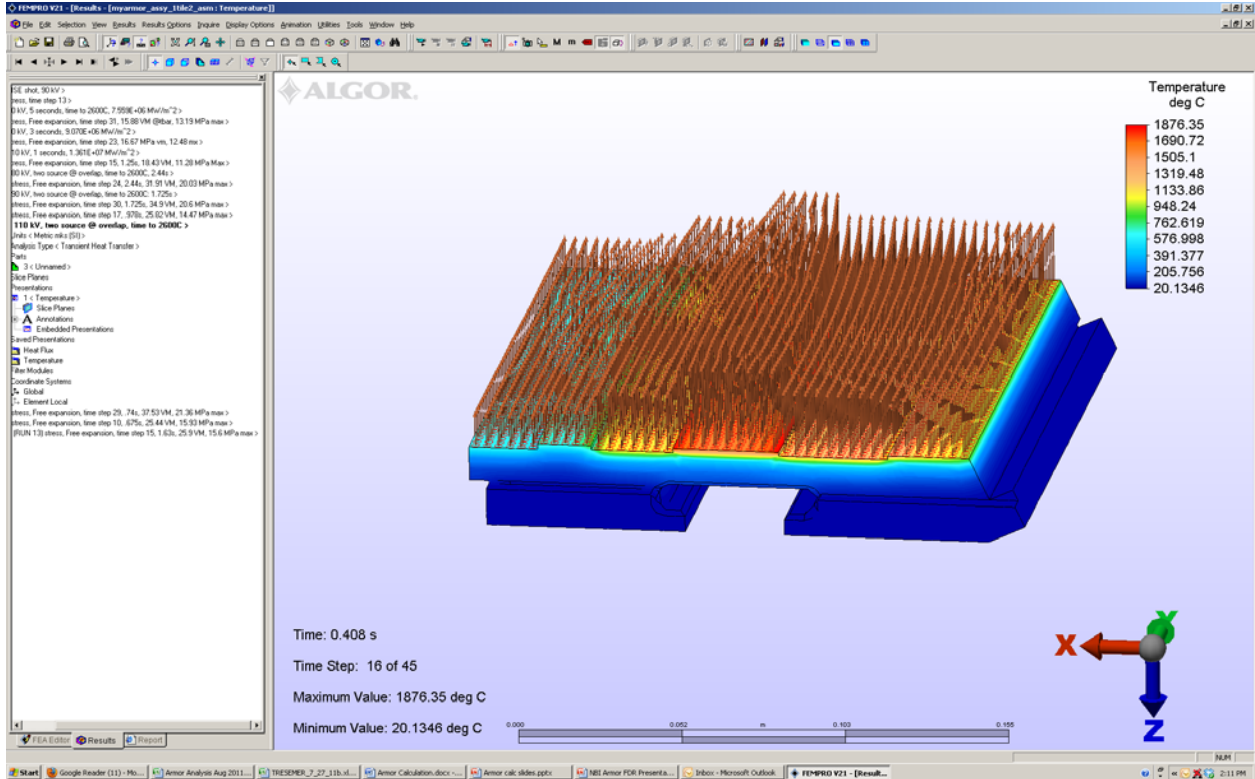 FEMPRO V21 - [Results - [myarmor_assy_1tile2_asm : Temperature]]
File Edit Selection View Results Results Options Inquire Display Options Animation Utilities Tools Window Help
ALGOR.
ISE shot, 90 kV >
ress, time step 13 >
0 kV, 5 seconds, time to 2600C, 7.559E+06 MW/m^2 >
ress, Free expansion, time step 31, 15.88 VM @tbar, 13.19 MPa max >
0 kV, 3 seconds, 9.070E+06 MW/m^2 >
ress, Free expansion, time step 23, 16.67 MPa vm, 12.48 mx >
10 kV, 1 seconds, 1.361E+07 MW/m^2 >
ress, Free expansion, time step 15, 1.25s, 18.43 VM, 11.28 MPa Max >
80 kV, two source @ overlap, time to 2600C, 2.44s >
stress, Free expansion, time step 24, 2.44s, 31.91 VM, 20.03 MPa max >
90 kV, two source @ overlap, time to 2600C: 1.725s >
stress, Free expansion, time step 30, 1.725s, 34.9 VM, 20.6 MPa max >
stress, Free expansion, time step 17, .978s, 25.82 VM, 14.47 MPa max >
110 kV, two source @ overlap, time to 2600C >
Units < Metric mks (SI) >
Analysis Type < Transient Heat Transfer >
Parts
3 < Unnamed >
Slice Planes
Presentations
1 < Temperature >
Slice Planes
Annotations
Embedded Presentations
Saved Presentations
Heat Flux
Temperature
Filter Modules
Coordinate Systems
Global
Element Local
stress, Free expansion, time step 29, .74s, 37.53 VM, 21.36 MPa max >
stress, Free expansion, time step 10, .675s, 25.44 VM, 15.93 MPa max >
(RUN 13) stress, Free expansion, time step 15, 1.63s, 25.9 VM, 15.6 MPa max >
Temperature
deg C
1876.35
1690.72
1505.1
1319.48
1133.86
948.24
762.619
576.998
391.377
205.756
20.1346
Time: 0.408 s
Time Step: 16 of 45
Maximum Value: 1876.35 deg C
Minimum Value: 20.1346 deg C
0.000 0.052 m 0.103 0.155
X
Y
Z
FEA Editor Results Report
NUM
Start Google Reader (11) - Mo... Armor Analysis Aug 2011... TRESEMER_7_27_11b.xl... Armor Calculation.docx -... Armor calc slides.pptx NBI Armor FDR Presenta... Inbox - Microsoft Outlook FEMPRO V21 - [Result... 2:11 PM